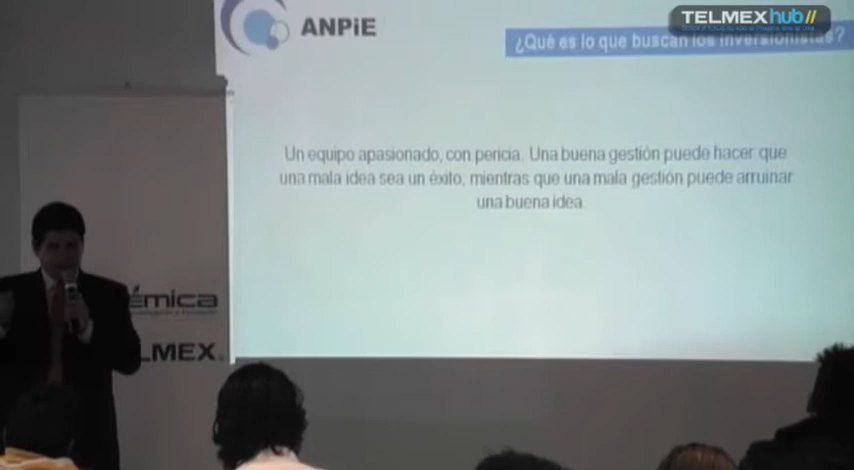 TELMEXhub//
ANPiE
¿Qué es lo que buscan los inversionistas?
Un equipo apasionado, con pericia. Una buena gestión puede hacer que
una mala idea sea un éxito, mientras que una mala gestión puede arruinar
una buena idea.
émica
LMEX